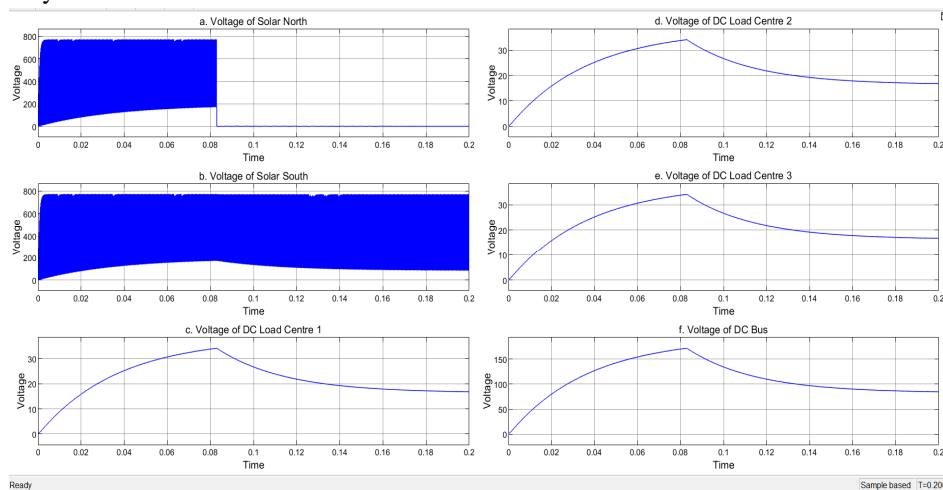 a. Voltage of Solar North
Voltage
800
600
400
200
0
0 0.02 0.04 0.06 0.08 0.1 0.12 0.14 0.16 0.18 0.2
Time
b. Voltage of Solar South
Voltage
800
600
400
200
0
0 0.02 0.04 0.06 0.08 0.1 0.12 0.14 0.16 0.18 0.2
Time
c. Voltage of DC Load Centre 1
Voltage
30
20
10
0
0 0.02 0.04 0.06 0.08 0.1 0.12 0.14 0.16 0.18 0.2
Time
d. Voltage of DC Load Centre 2
Voltage
30
20
10
0
0 0.02 0.04 0.06 0.08 0.1 0.12 0.14 0.16 0.18 0.2
Time
e. Voltage of DC Load Centre 3
Voltage
30
20
10
0
0 0.02 0.04 0.06 0.08 0.1 0.12 0.14 0.16 0.18 0.2
Time
f. Voltage of DC Bus
Voltage
150
100
50
0
0 0.02 0.04 0.06 0.08 0.1 0.12 0.14 0.16 0.18 0.2
Time
Ready
Sample based T=0.20